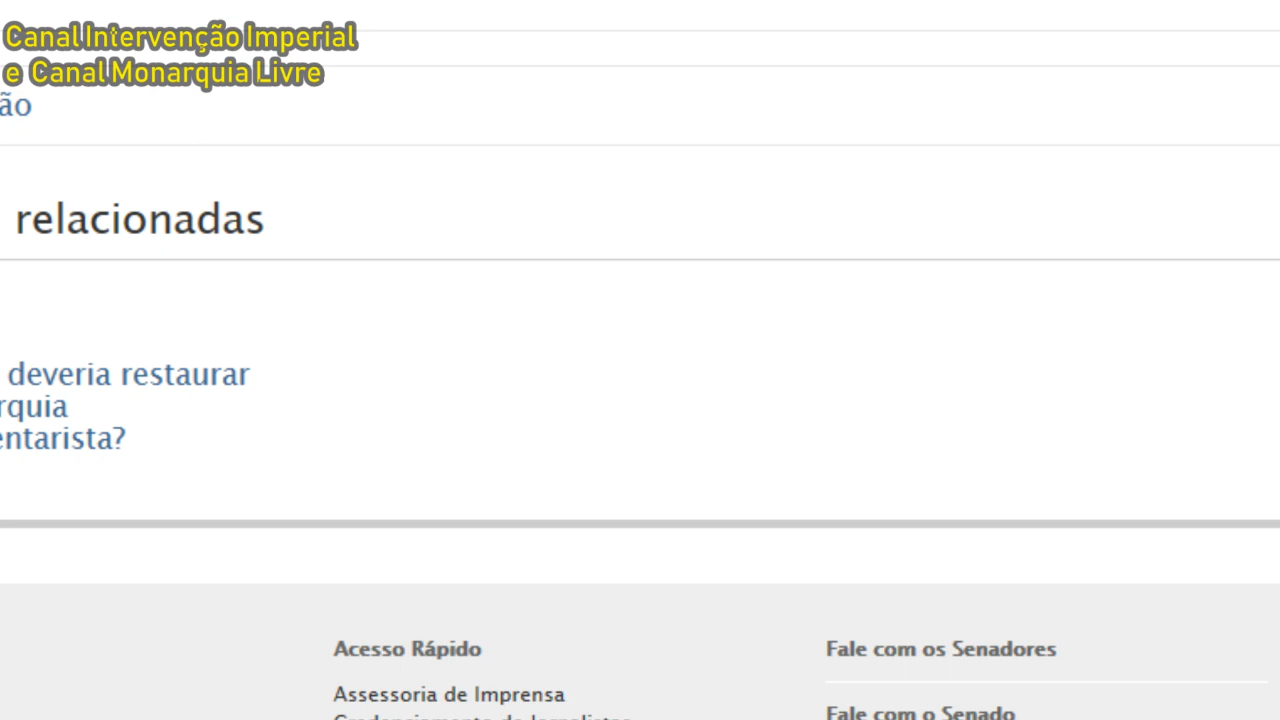 Canal Intervenção Imperial
e Canal Monarquia Livre
ão
relacionadas
deveria restaurar
rquia
entarista?
Acesso Rápido
Fale com os Senadores
Assessoria de Imprensa
Fale com o Senado